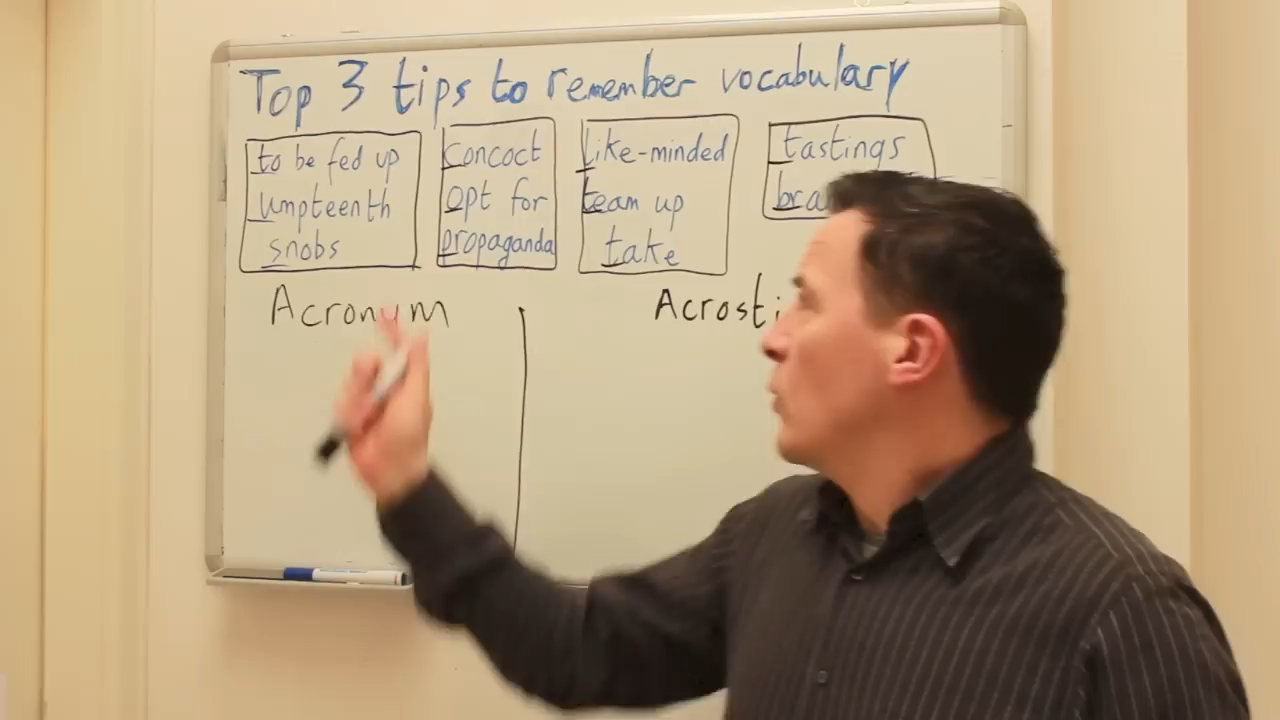 Top 3 tips to remember vocabulary
to be fed up
umpteenth
snobs
concoct
opt for
propaganda
like-minded
team up
take
tastings
Acronym